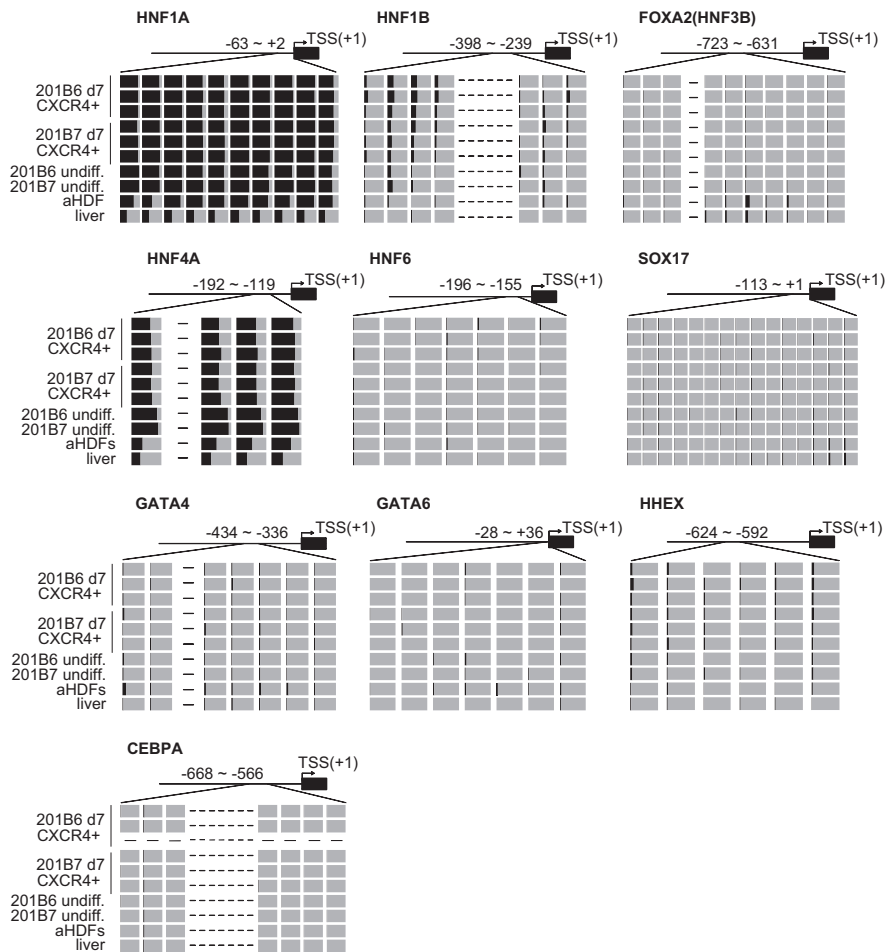 HNF1A
-63 ~ +2
TSS(+1)
HNF1B
-398 ~ -239
TSS(+1)
FOXA2(HNF3B)
-723 ~ -631
TSS(+1)
201B6 d7
CXCR4+
201B7 d7
CXCR4+
201B6 undiff.
201B7 undiff.
aHDF
liver
HNF4A
-192 ~ -119
TSS(+1)
HNF6
-196 ~ -155
TSS(+1)
SOX17
-113 ~ +1
TSS(+1)
201B6 d7
CXCR4+
201B7 d7
CXCR4+
201B6 undiff.
201B7 undiff.
aHDFs
liver
GATA4
-434 ~ -336
TSS(+1)
GATA6
-28 ~ +36
TSS(+1)
HHEX
-624 ~ -592
TSS(+1)
201B6 d7
CXCR4+
201B7 d7
CXCR4+
201B6 undiff.
201B7 undiff.
aHDFs
liver
CEBPA
-668 ~ -566
TSS(+1)
201B6 d7
CXCR4+
201B7 d7
CXCR4+
201B6 undiff.
201B7 undiff.
aHDFs
liver